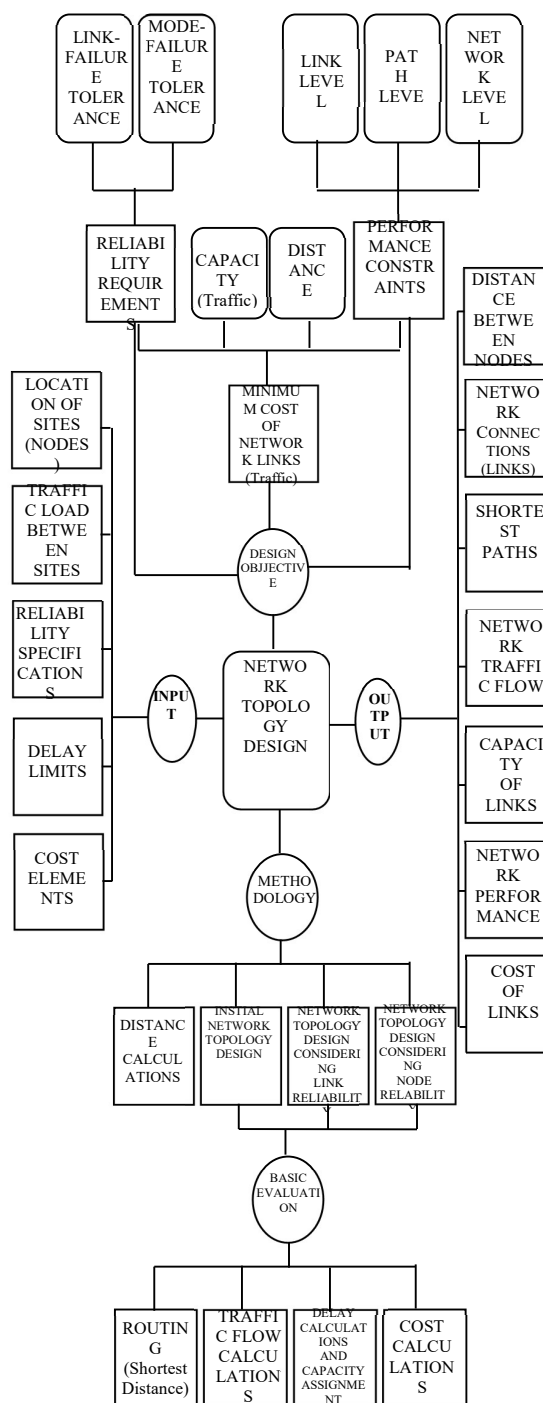 LINK-
FAILUR
E
TOLER
ANCE
MODE-
FAILUR
E
TOLER
ANCE
LINK
LEVE
L
PAT
H
LEVE
NET
WOR
K
LEVE
L
RELIABI
LITY
REQUIR
EMENT
S
CAPACI
TY
(Traffic)
DIST
ANC
E
PERFOR
MANCE
CONSTR
AINTS
MINIMU
M COST
OF
NETWOR
K LINKS
(Traffic)
DESIGN
OBJJECTIV
E
LOCATI
ON OF
SITES
(NODES
)
TRAFFI
C LOAD
BETWE
EN
SITES
RELIABI
LITY
SPECIFI
CATION
S
DELAY
LIMITS
COST
ELEME
NTS
INPU
T
NETWO
RK
TOPOLO
GY
DESIGN
OU
TP
UT
DISTAN
CE
BETWE
EN
NODES
NETWO
RK
CONNEC
TIONS
(LINKS)
SHORTE
ST
PATHS
NETWO
RK
TRAFFI
C FLOW
CAPACI
TY
OF
LINKS
NETWO
RK
PERFOR
MANCE
COST
OF
LINKS
METHO
DOLOGY
DISTANC
E
CALCUL
ATIONS
INSTIAL
NETWORK
TOPOLOGY
DESIGN
NETWORK
TOPOLOGY
DESIGN
CONSIDERI
NG
LINK
RELIABILIT
NETWORK
TOPOLOGY
DESIGN
CONSIDERI
NG
NODE
RELABILIT
BASIC
EVALUATI
ON
ROUTIN
G
(Shortest
Distance)
TRAFFI
C FLOW
CALCU
LATION
S
DELAY
CALCULAT
IONS
AND
CAPACITY
ASSIGNME
NT
COST
CALCU
LATION
S